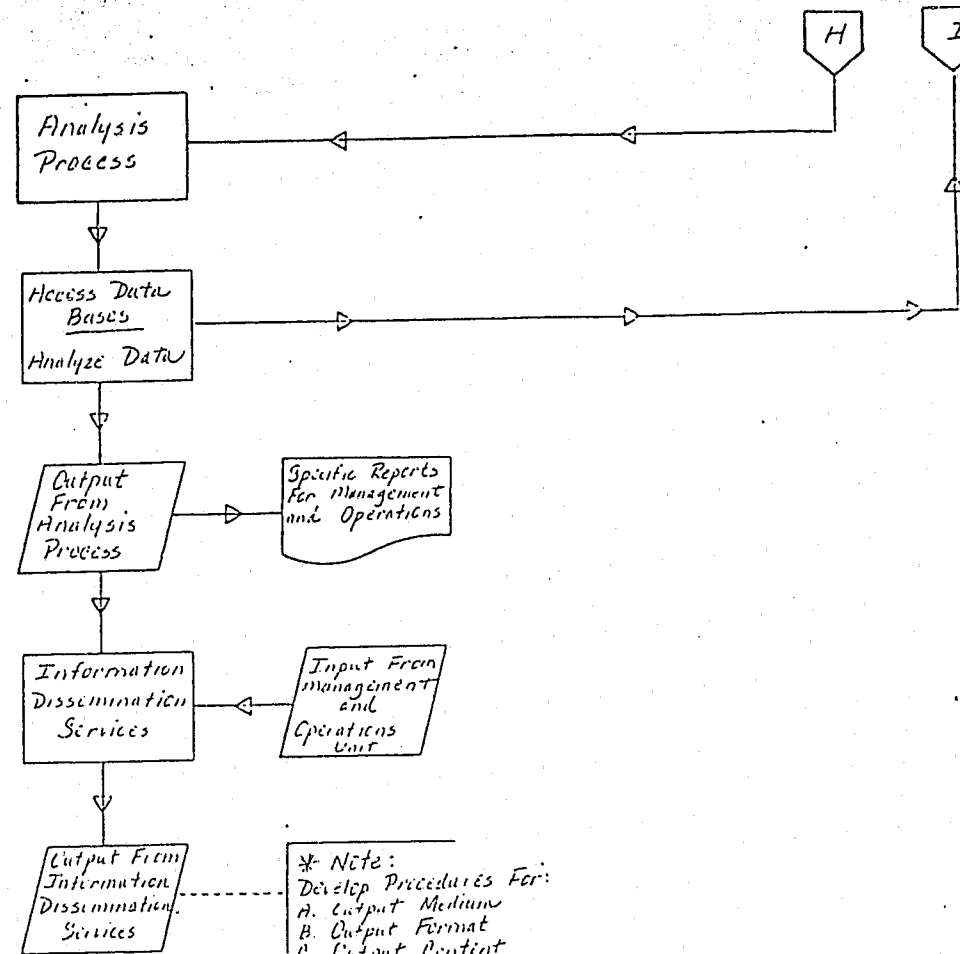 H
I
Analysis
Process
Access Data
Bases
Analyze Data
Output
From
Analysis
Process
Specific Reports
For Management
and Operations
Information
Dissemination
Services
Input From
Management
and
Operations
Unit
Output From
Information
Dissemination
Services
* Note:
Develop Procedures For:
A. Output Medium
B. Output Format
C. Output Content